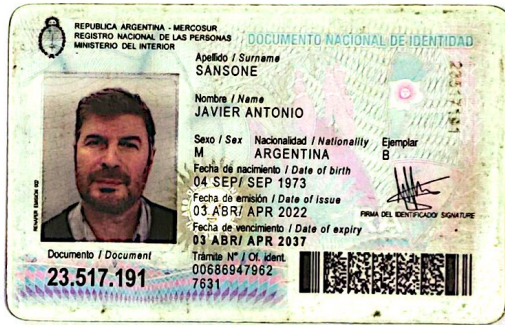 REPUBLICA ARGENTINA - MERCOSUR
REGISTRO NACIONAL DE LAS PERSONAS
MINISTERIO DEL INTERIOR
DOCUMENTO NACIONAL DE IDENTIDAD
Apellido / Surname
SANSONE
Nombre / Name
JAVIER ANTONIO
Sexo / Sex Nacionalidad / Nationality Ejemplar
M ARGENTINA B
Fecha de nacimiento / Date of birth
04 SEP/ SEP 1973
Fecha de emisión / Date of issue
03 ABR/ APR 2022
FIRMA DEL IDENTIFICADO/ SIGNATURE
Fecha de vencimiento / Date of expiry
03 ABR/ APR 2037
Documento / Document
23.517.191
Trámite N° / Of. ident.
00686947962
7631